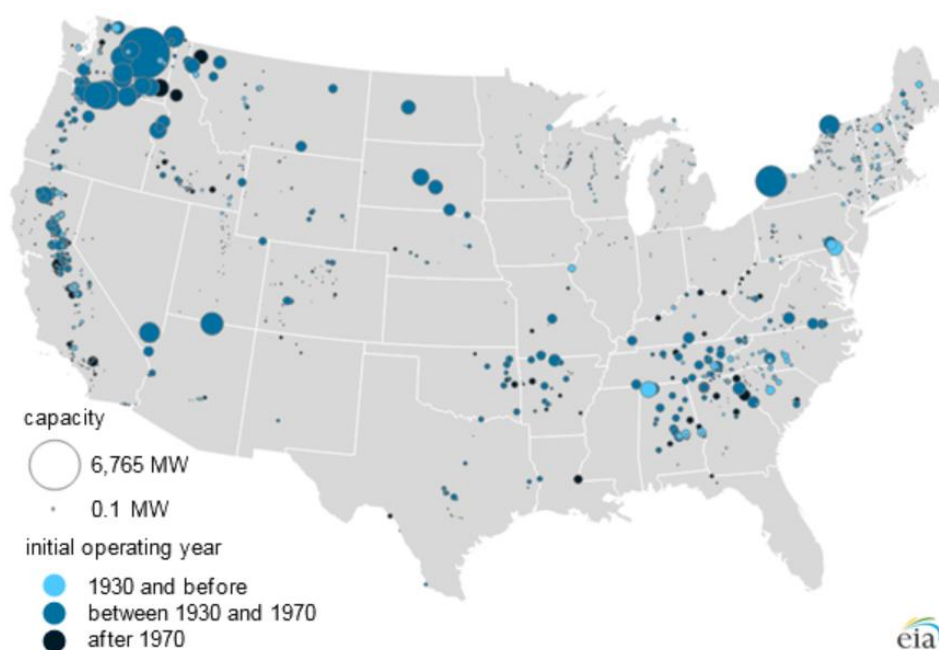 capacity
6,765 MW
0.1 MW
initial operating year
1930 and before
between 1930 and 1970
after 1970
eia